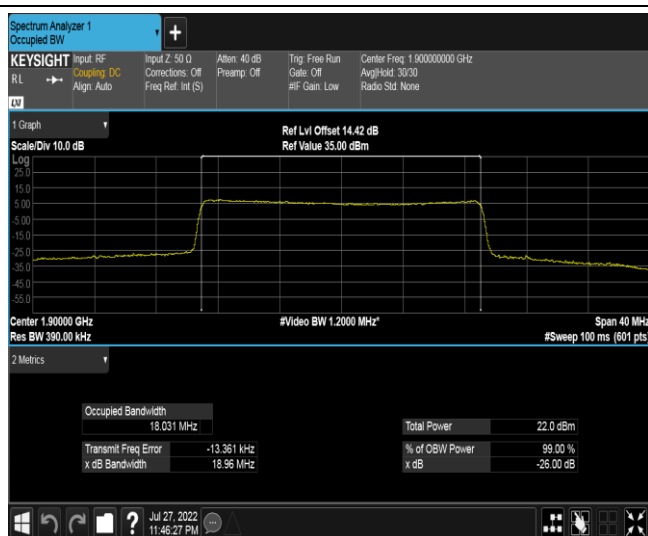 Spectrum Analyzer 1
Occupied BW
+
KEYSIGHT
RL
LXI
Input: RF
Coupling: DC
Align: Auto
Input Z: 50 Ω
Corrections: Off
Freq Ref: Int (S)
Atten: 40 dB
Preamp: Off
Trig: Free Run
Gate: Off
#IF Gain: Low
Center Freq: 1.900000000 GHz
Avg|Hold: 30/30
Radio Std: None
1 Graph
Scale/Div 10.0 dB
Ref Lvl Offset 14.42 dB
Ref Value 35.00 dBm
Log
25.0
15.0
5.00
-5.00
-15.0
-25.0
-35.0
-45.0
-55.0
Center 1.90000 GHz
Res BW 390.00 kHz
#Video BW 1.2000 MHz*
Span 40 MHz
#Sweep 100 ms (601 pts)
2 Metrics
Occupied Bandwidth
18.031 MHz
Transmit Freq Error -13.361 kHz
x dB Bandwidth 18.96 MHz
Total Power 22.0 dBm
% of OBW Power 99.00 %
x dB -26.00 dB
?
Jul 27, 2022
11:46:27 PM